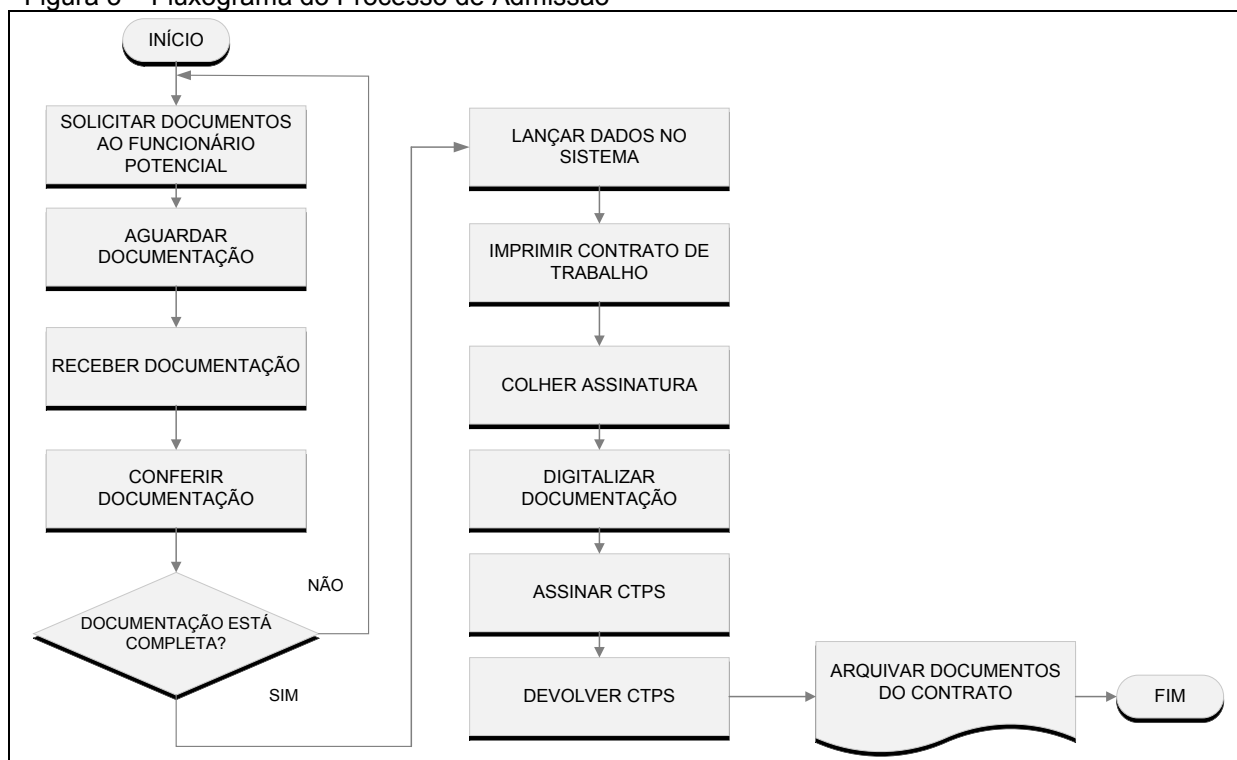 Figura 8 – Fluxograma do Processo de Admissão
INÍCIO
SOLICITAR DOCUMENTOS
AO FUNCIONÁRIO
POTENCIAL
AGUARDAR
DOCUMENTAÇÃO
RECEBER DOCUMENTAÇÃO
CONFERIR
DOCUMENTAÇÃO
DOCUMENTAÇÃO ESTÁ
COMPLETA?
NÃO
SIM
LANÇAR DADOS NO
SISTEMA
IMPRIMIR CONTRATO DE
TRABALHO
COLHER ASSINATURA
DIGITALIZAR
DOCUMENTAÇÃO
ASSINAR CTPS
DEVOLVER CTPS
ARQUIVAR DOCUMENTOS
DO CONTRATO
FIM